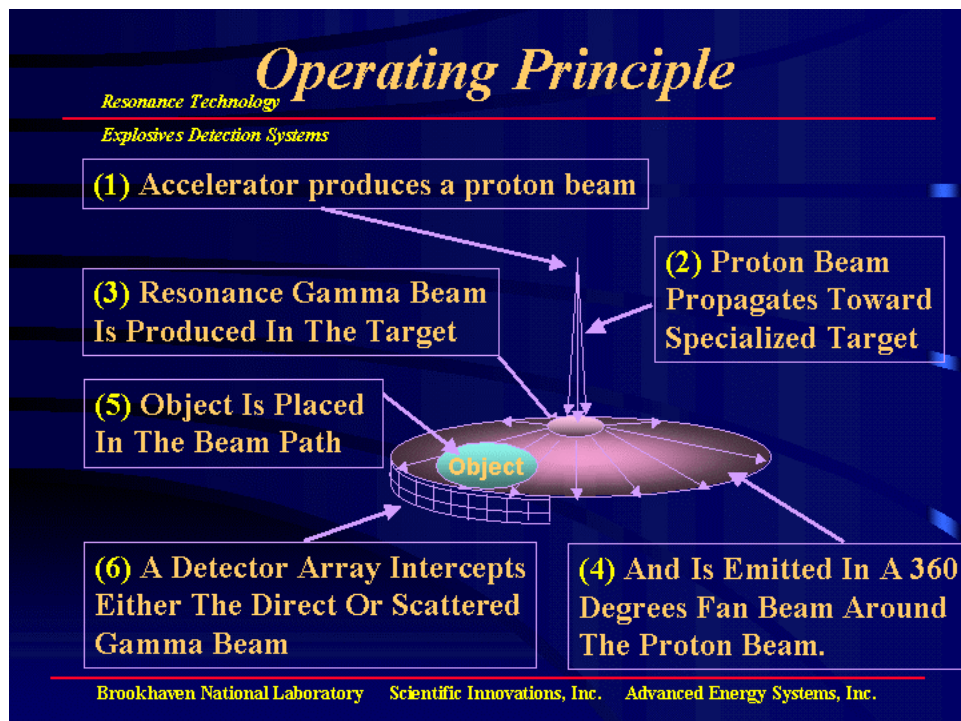 Operating Principle
Resonance Technology
Explosives Detection Systems
(1) Accelerator produces a proton beam
(2) Proton Beam
Propagates Toward
Specialized Target
(3) Resonance Gamma Beam
Is Produced In The Target
(5) Object Is Placed
In The Beam Path
Object
(6) A Detector Array Intercepts
Either The Direct Or Scattered
Gamma Beam
(4) And Is Emitted In A 360
Degrees Fan Beam Around
The Proton Beam.
Brookhaven National Laboratory Scientific Innovations, Inc. Advanced Energy Systems, Inc.